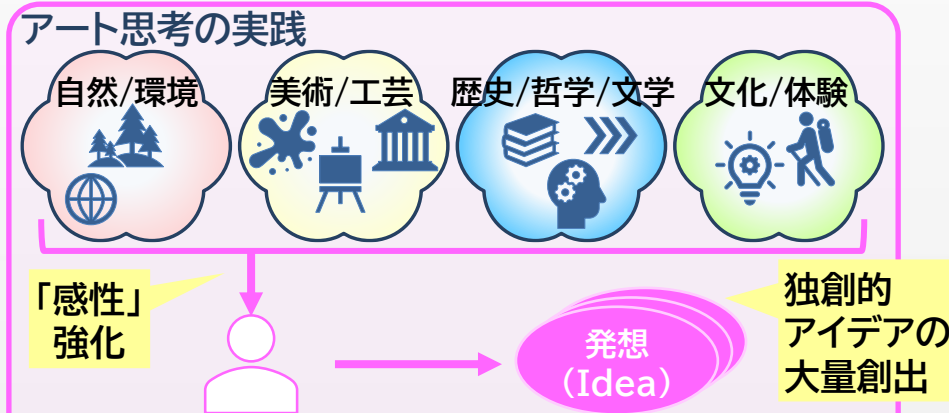 アート思考の実践
自然/環境
美術/工芸
歴史/哲学/文学
文化/体験
「感性」
強化
発想
(Idea)
独創的
アイデアの
大量創出